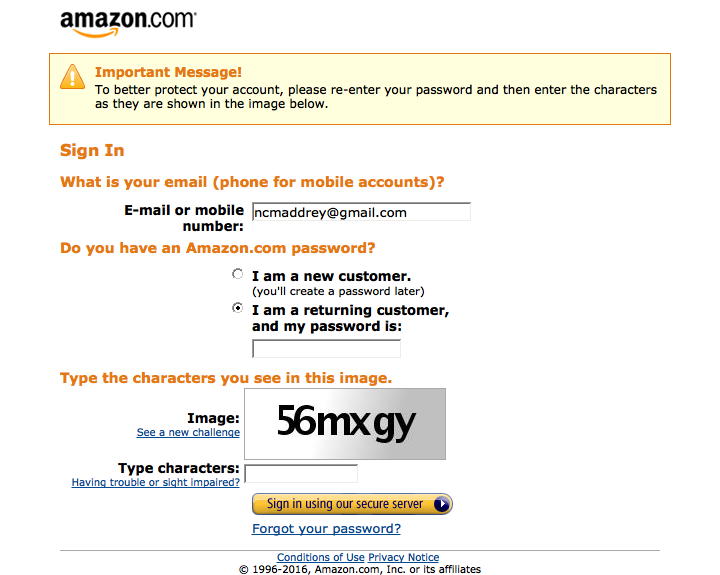 amazon.com
Important Message!
To better protect your account, please re-enter your password and then enter the characters
as they are shown in the image below.
Sign In
What is your email (phone for mobile accounts)?
E-mail or mobile
number:
ncmaddrey@gmail.com
Do you have an Amazon.com password?
I am a new customer.
(you'll create a password later)
I am a returning customer,
and my password is:
Type the characters you see in this image.
Image:
See a new challenge
56mxgy
Type characters:
Having trouble or sight impaired?
Sign in using our secure server
Forgot your password?
Conditions of Use Privacy Notice
© 1996-2016, Amazon.com, Inc. or its affiliates